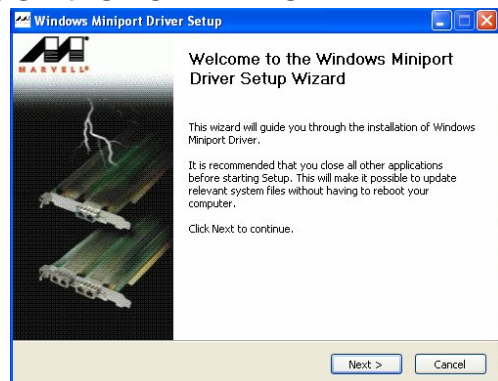 Windows Miniport Driver Setup
MARVELL®
Welcome to the Windows Miniport
Driver Setup Wizard
This wizard will guide you through the installation of Windows
Miniport Driver.
It is recommended that you close all other applications
before starting Setup. This will make it possible to update
relevant system files without having to reboot your
computer.
Click Next to continue.
Next >
Cancel